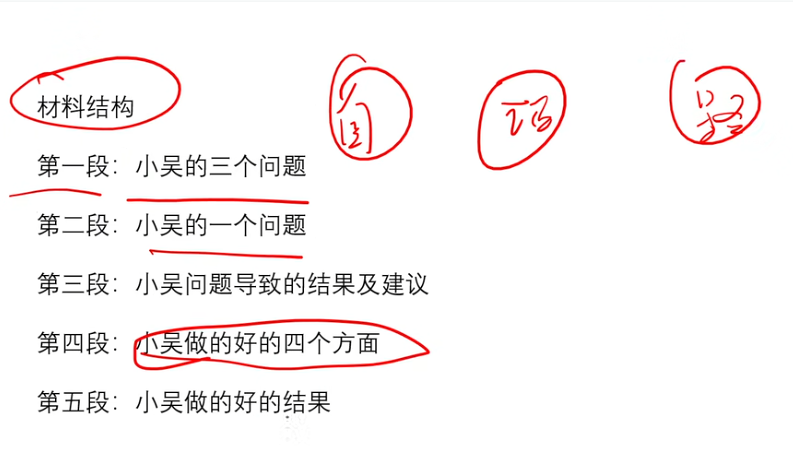 材料结构
第一段：小吴的三个问题
第二段：小吴的一个问题
第三段：小吴问题导致的结果及建议
第四段：小吴做的好的四个方面
第五段：小吴做的好的结果